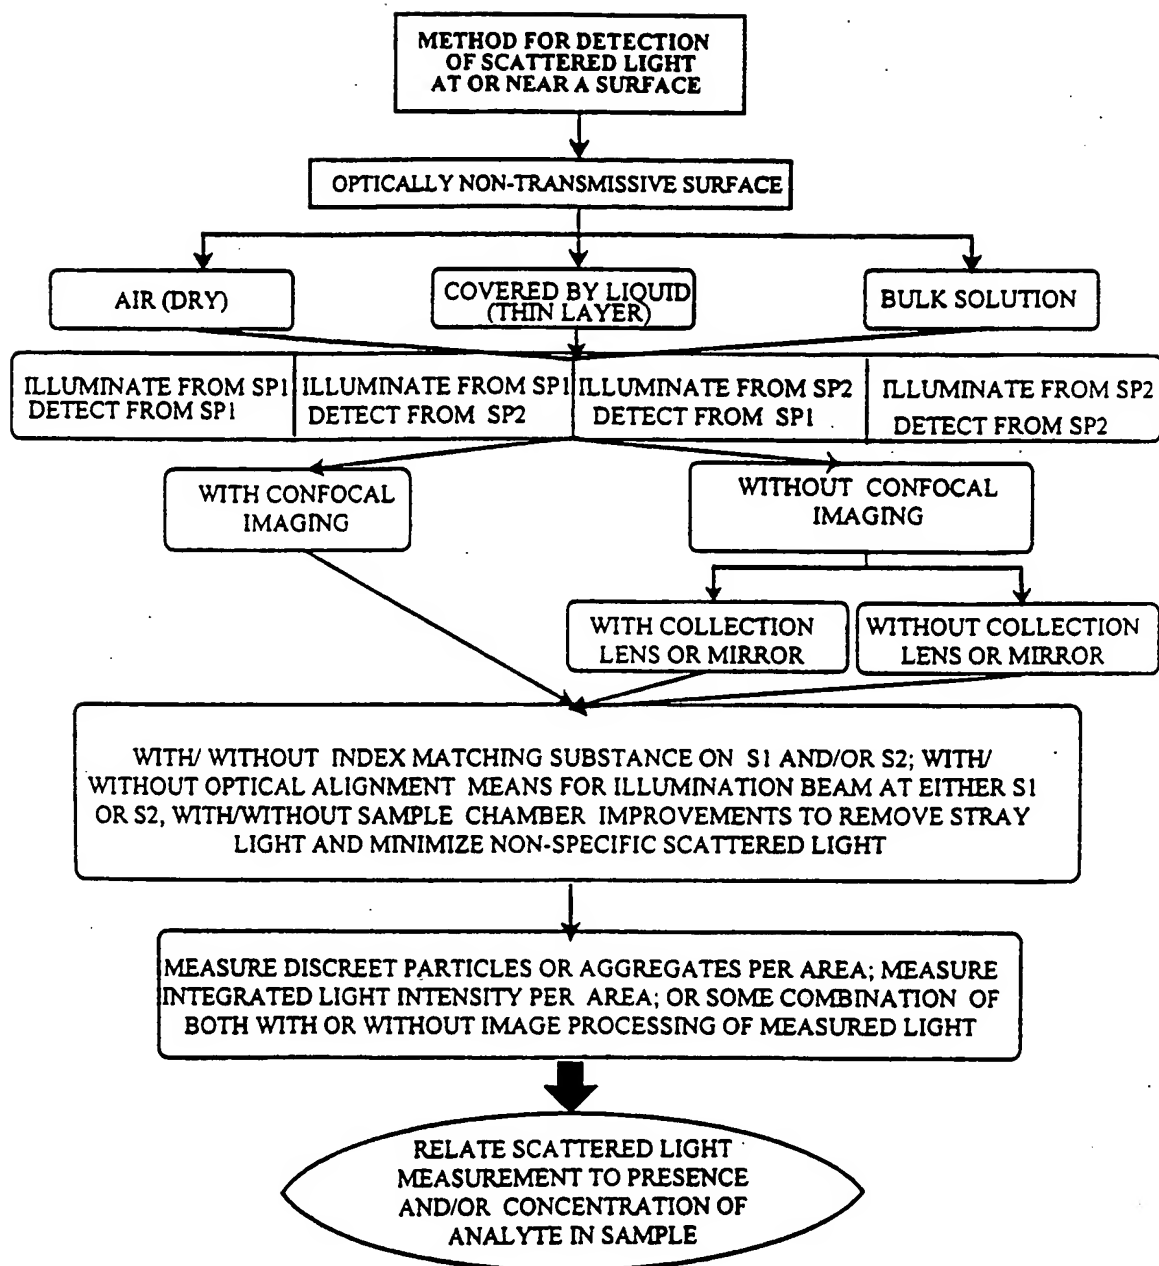 METHOD FOR DETECTION
OF SCATTERED LIGHT
AT OR NEAR A SURFACE
OPTICALLY NON-TRANSMISSIVE SURFACE
AIR (DRY)
COVERED BY LIQUID
(THIN LAYER)
BULK SOLUTION
ILLUMINATE FROM SP1
DETECT FROM SP1
ILLUMINATE FROM SP1
DETECT FROM SP2
ILLUMINATE FROM SP2
DETECT FROM SP1
ILLUMINATE FROM SP2
DETECT FROM SP2
WITH CONFOCAL
IMAGING
WITHOUT CONFOCAL
IMAGING
WITH COLLECTION
LENS OR MIRROR
WITHOUT COLLECTION
LENS OR MIRROR
WITH/ WITHOUT INDEX MATCHING SUBSTANCE ON S1 AND/OR S2; WITH/
WITHOUT OPTICAL ALIGNMENT MEANS FOR ILLUMINATION BEAM AT EITHER S1
OR S2, WITH/WITHOUT SAMPLE CHAMBER IMPROVEMENTS TO REMOVE STRAY
LIGHT AND MINIMIZE NON-SPECIFIC SCATTERED LIGHT
MEASURE DISCREET PARTICLES OR AGGREGATES PER AREA; MEASURE
INTEGRATED LIGHT INTENSITY PER AREA; OR SOME COMBINATION OF
BOTH WITH OR WITHOUT IMAGE PROCESSING OF MEASURED LIGHT
RELATE SCATTERED LIGHT
MEASUREMENT TO PRESENCE
AND/OR CONCENTRATION OF
ANALYTE IN SAMPLE